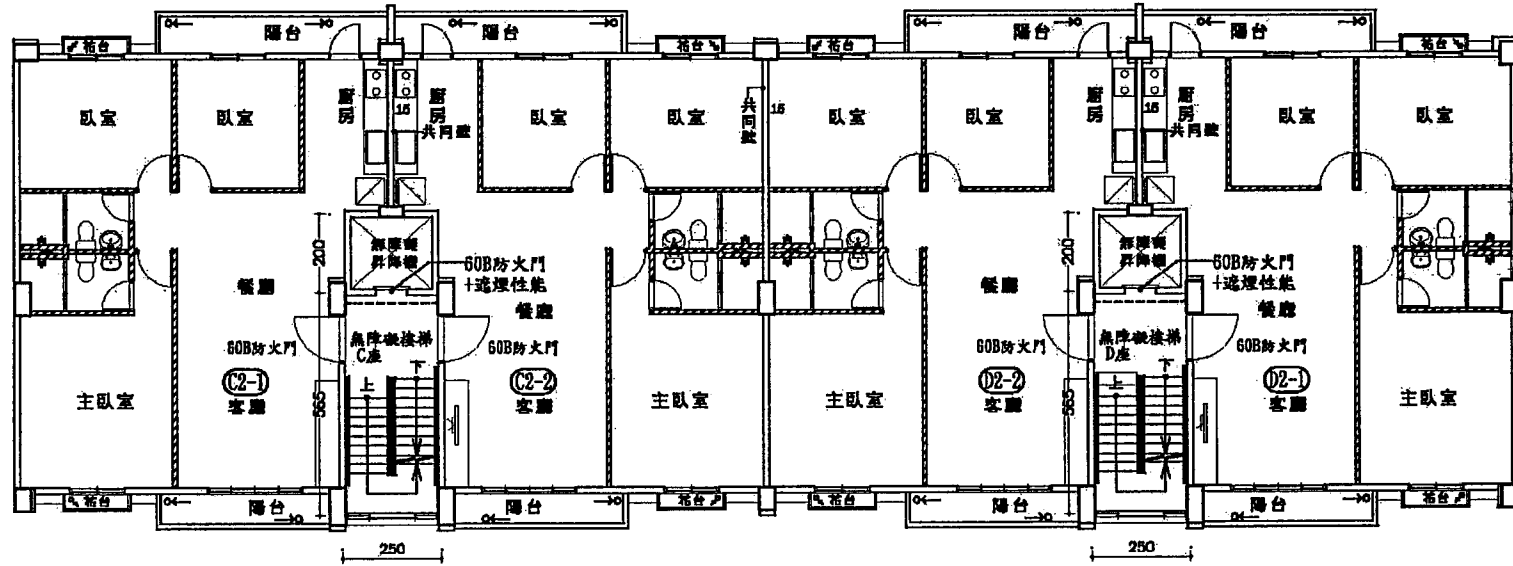 陽台 陽台 陽台 陽台
花台 花台 花台 花台
臥室 臥室 廚房 15 廚房 臥室 臥室 共同壁 15 臥室 臥室 廚房 15 廚房 臥室 臥室
共同壁 共同壁
200 無障礙 200 無障礙
昇降機 昇降機
60B防火門 60B防火門
+遮煙性能 +遮煙性能
餐廳 餐廳 餐廳 餐廳
無障礙樓梯 無障礙樓梯
C座 D座
60B防火門 60B防火門 60B防火門 60B防火門
上 下 上 下
C2-1 C2-2 D2-2 D2-1
主臥室 客廳 565 客廳 主臥室 主臥室 客廳 565 客廳 主臥室
花台 花台 花台 花台
陽台 陽台 陽台 陽台
250 250